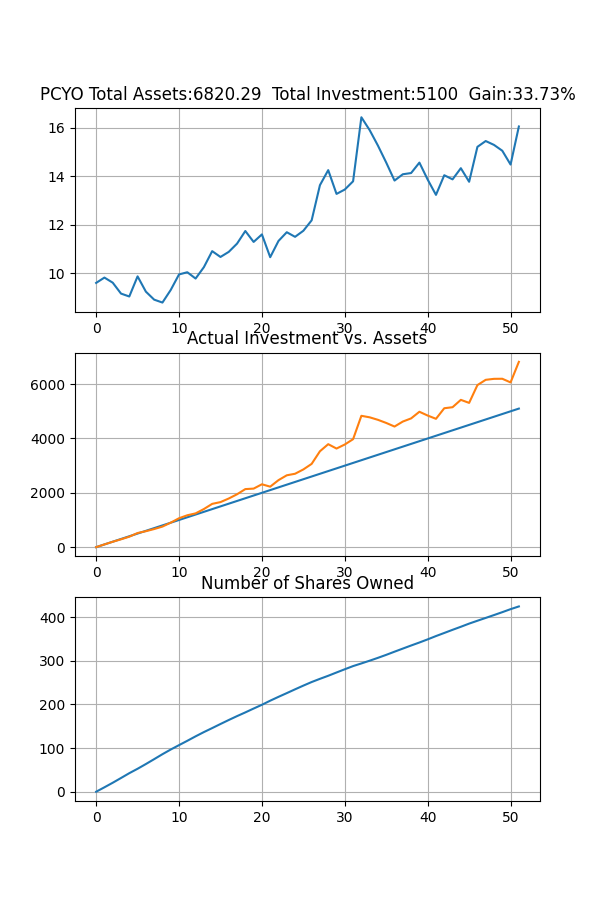 PCYO Total Assets:6820.29  Total Investment:5100  Gain:33.73%
16
14
12
10
0 10 20 30 40 50
Actual Investment vs. Assets
6000
4000
2000
0
0 10 20 30 40 50
Number of Shares Owned
400
300
200
100
0
0 10 20 30 40 50